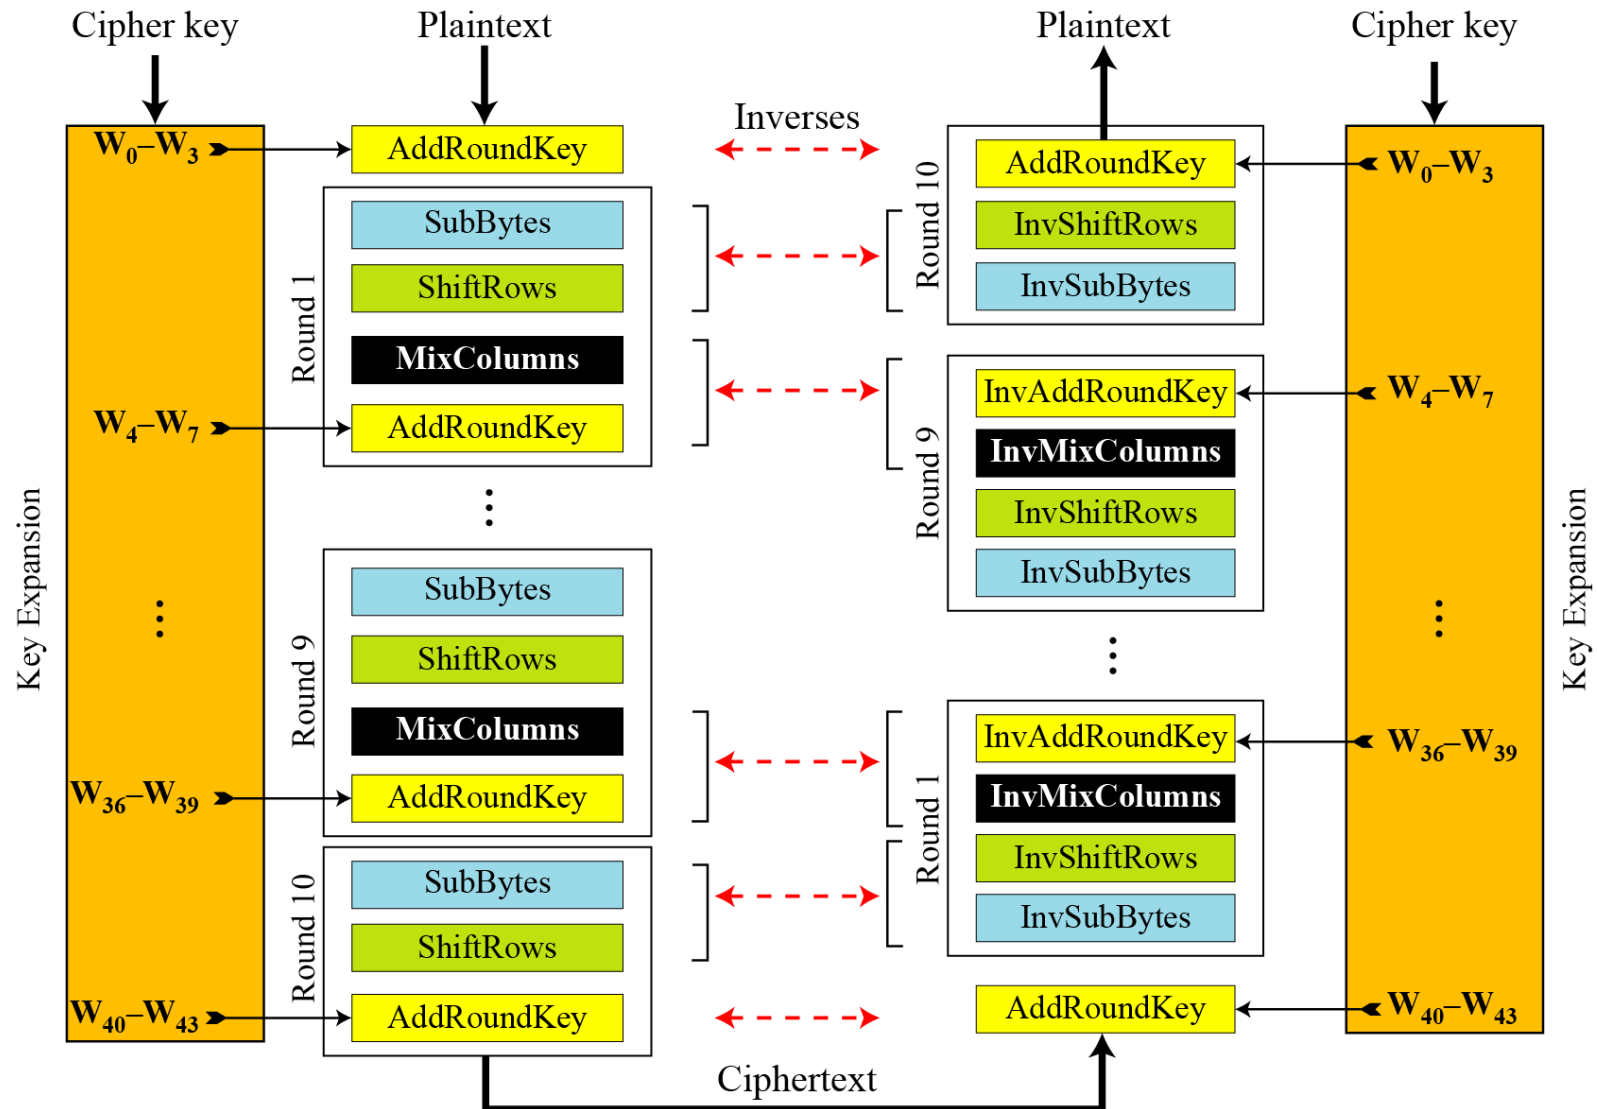 Cipher key
Plaintext
Plaintext
Cipher key
Inverses
Key Expansion
W0–W3
W4–W7
W36–W39
W40–W43
AddRoundKey
Round 1
SubBytes
ShiftRows
MixColumns
AddRoundKey
Round 9
SubBytes
ShiftRows
MixColumns
AddRoundKey
Round 10
SubBytes
ShiftRows
AddRoundKey
Round 10
AddRoundKey
InvShiftRows
InvSubBytes
Round 9
InvAddRoundKey
InvMixColumns
InvShiftRows
InvSubBytes
Round 1
InvAddRoundKey
InvMixColumns
InvShiftRows
InvSubBytes
AddRoundKey
W0–W3
W4–W7
W36–W39
W40–W43
Key Expansion
Ciphertext